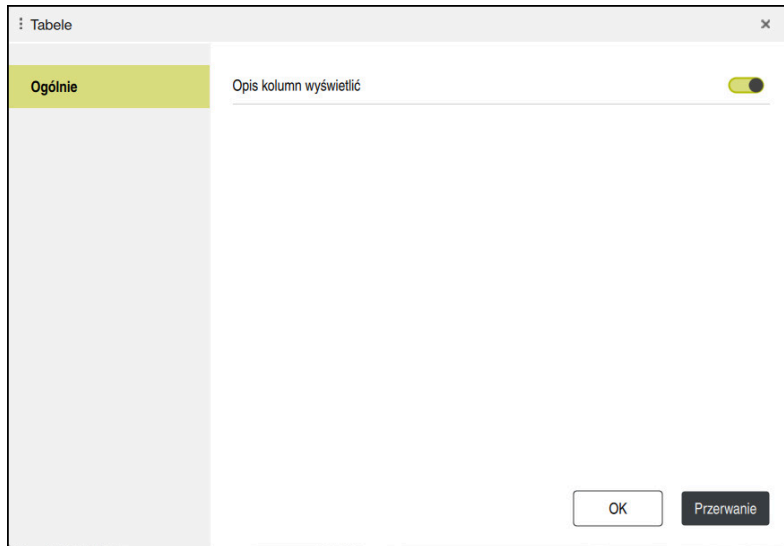 Tabele
Ogólnie
Opis kolumn wyświetlić
OK
Przerwanie